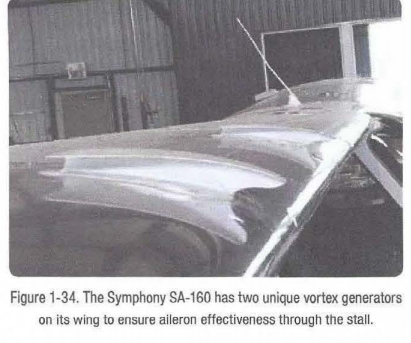 Figure 1-34. The Symphony SA-160 has two unique vortex generators
on its wing to ensure aileron effectiveness through the stall.